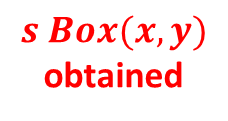 s Box(x, y)
obtained